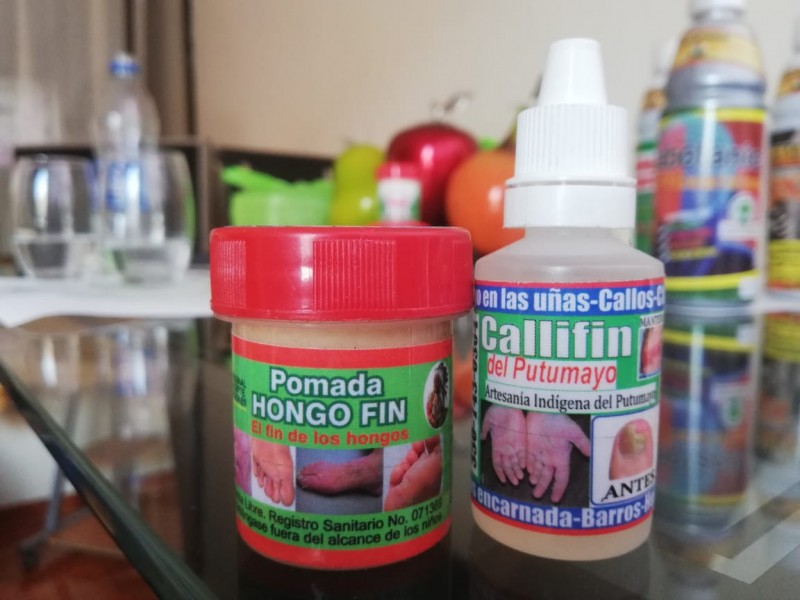 Pomada
HONGO FIN
El fin de los hongos
Libre. Registro Sanitario No. 07136
fuera del alcance de los niños
en las uñas-Callos-C
Callifin
del Putumayo
Artesanía Indígena del Putumayo
ANTES
encarnada-Barros-